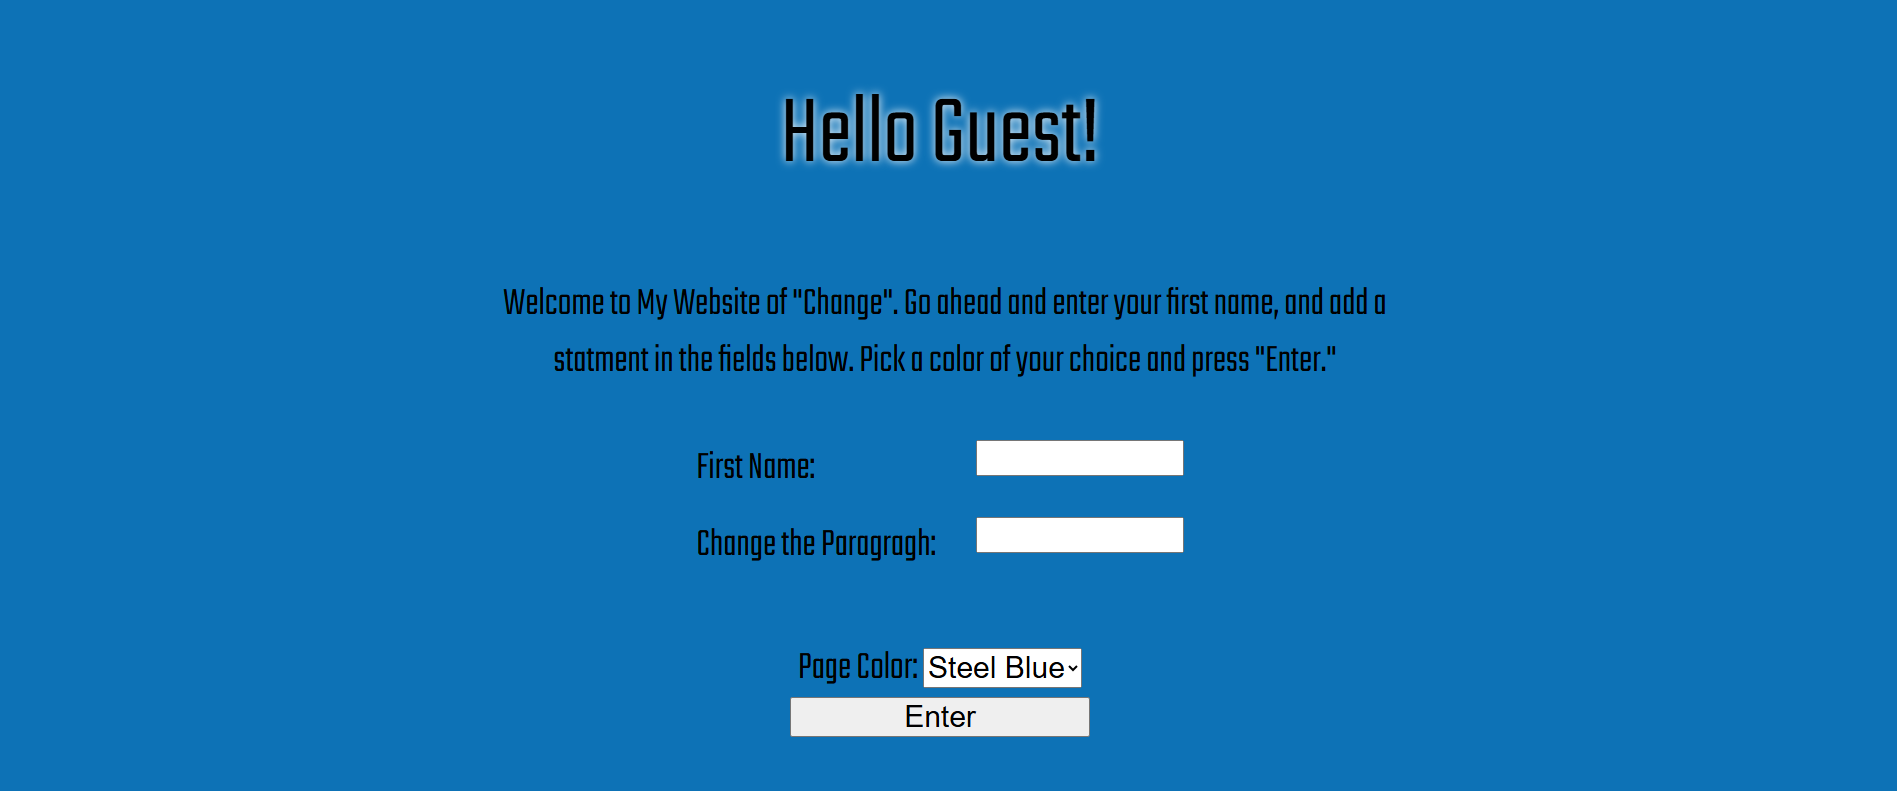 Hello Guest!
Welcome to My Website of "Change". Go ahead and enter your first name, and add a
statment in the fields below. Pick a color of your choice and press "Enter."
First Name:
Change the Paragragh:
Page Color: Steel Blue
Enter